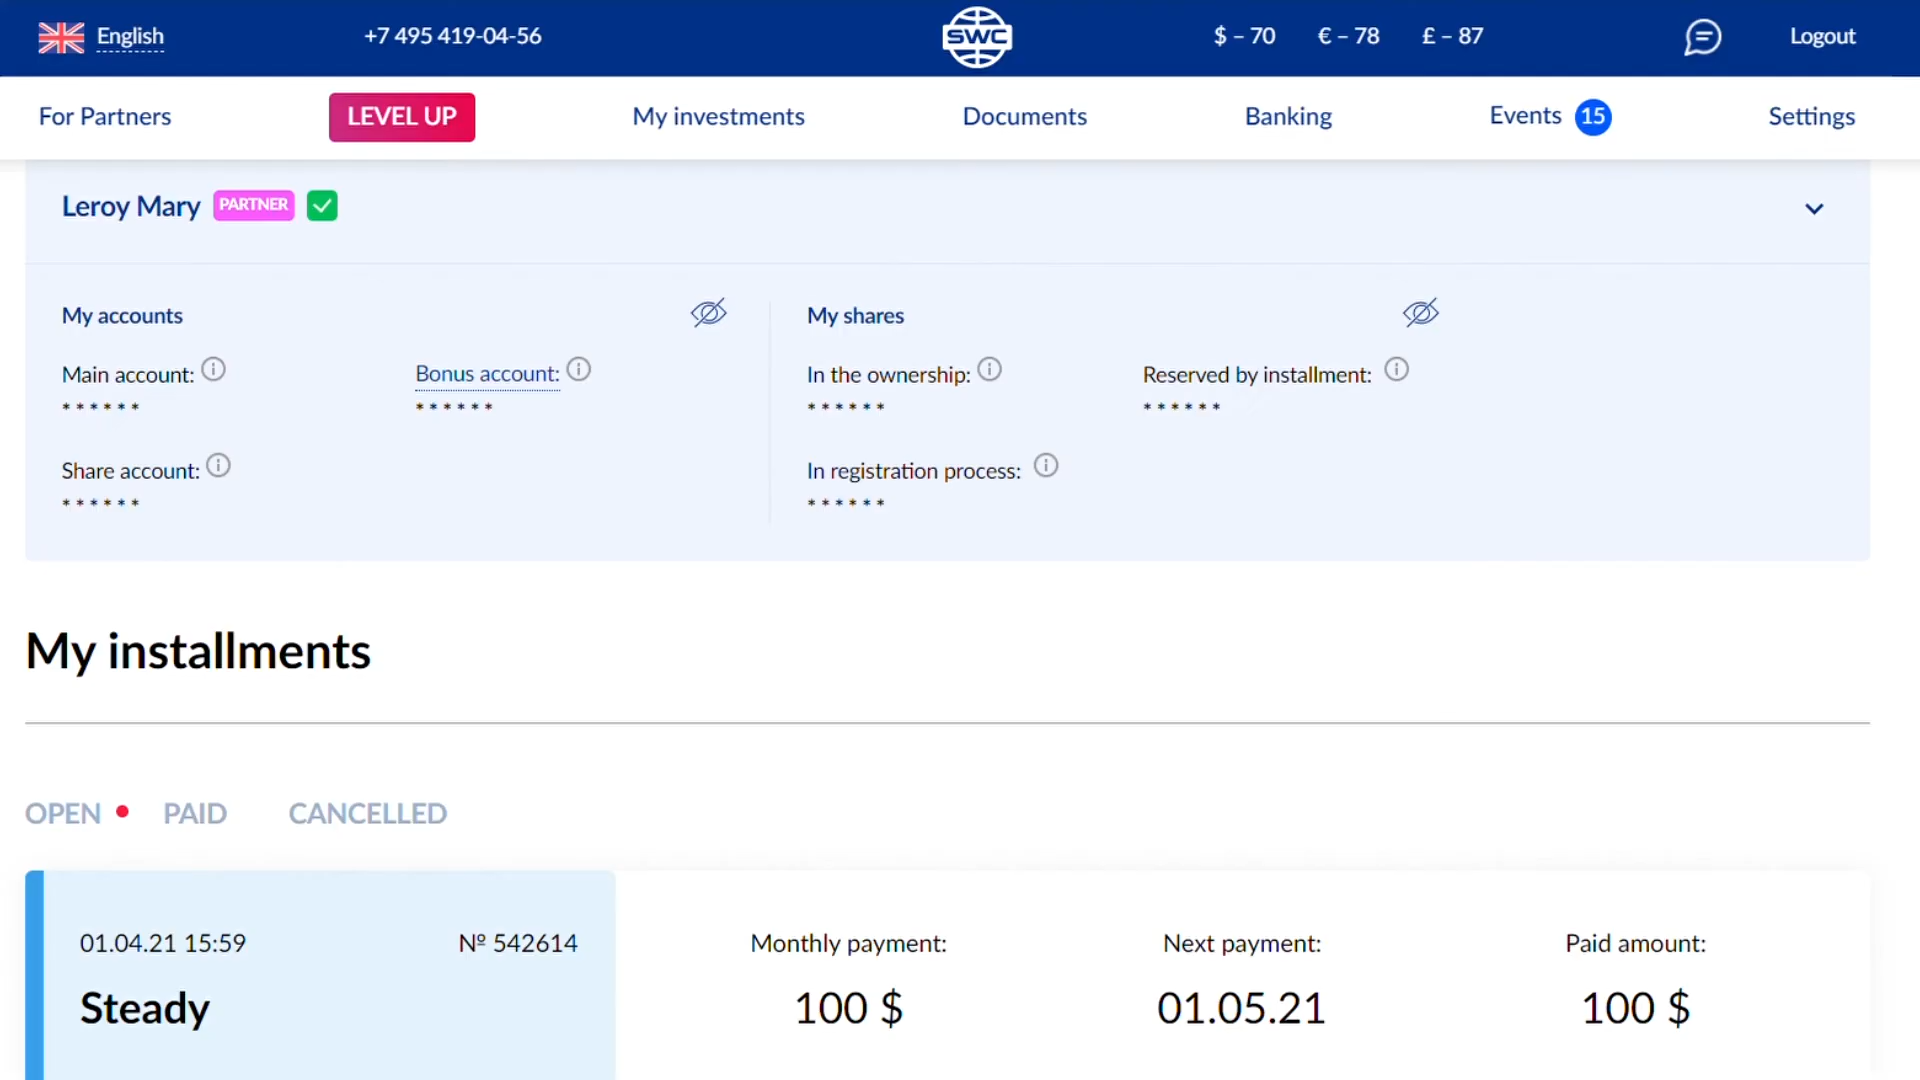 English
+7 495 419-04-56
SWC
$ – 70 € – 78 £ – 87
Logout
For Partners
LEVEL UP
My investments
Documents
Banking
Events 15
Settings
Leroy Mary PARTNER
My accounts
Main account:
******
Bonus account:
******
Share account:
******
My shares
In the ownership:
******
Reserved by installment:
******
In registration process:
******
My installments
OPEN PAID CANCELLED
01.04.21 15:59 № 542614
Steady
Monthly payment:
100 $
Next payment:
01.05.21
Paid amount:
100 $